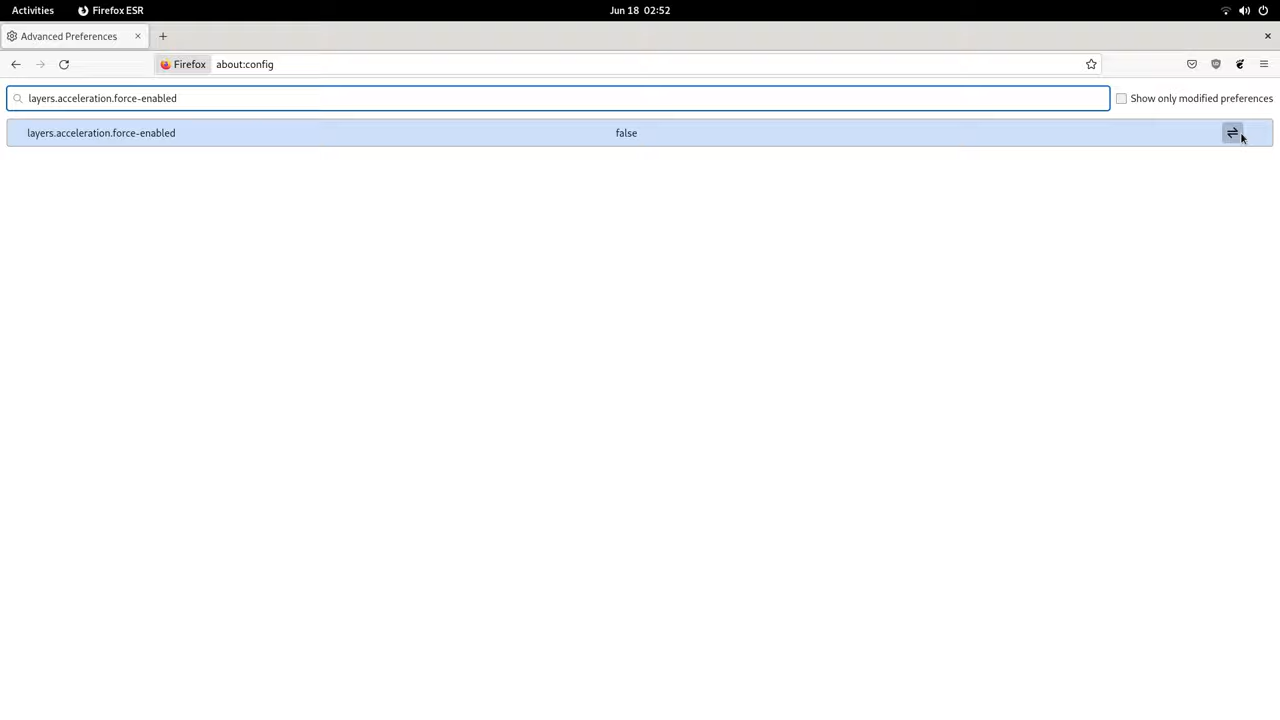 Activities Firefox ESR Jun 18 02:52
Advanced Preferences
Firefox about:config
layers.acceleration.force-enabled Show only modified preferences
layers.acceleration.force-enabled false